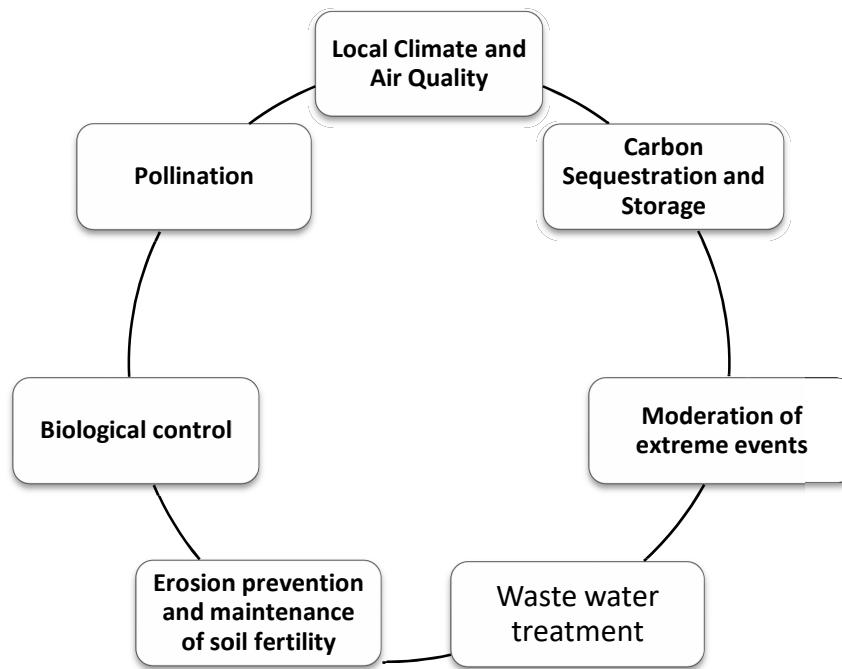 Local Climate and
Air Quality
Carbon
Sequestration and
Storage
Moderation of
extreme events
Waste water
treatment
Erosion prevention
and maintenance
of soil fertility
Biological control
Pollination